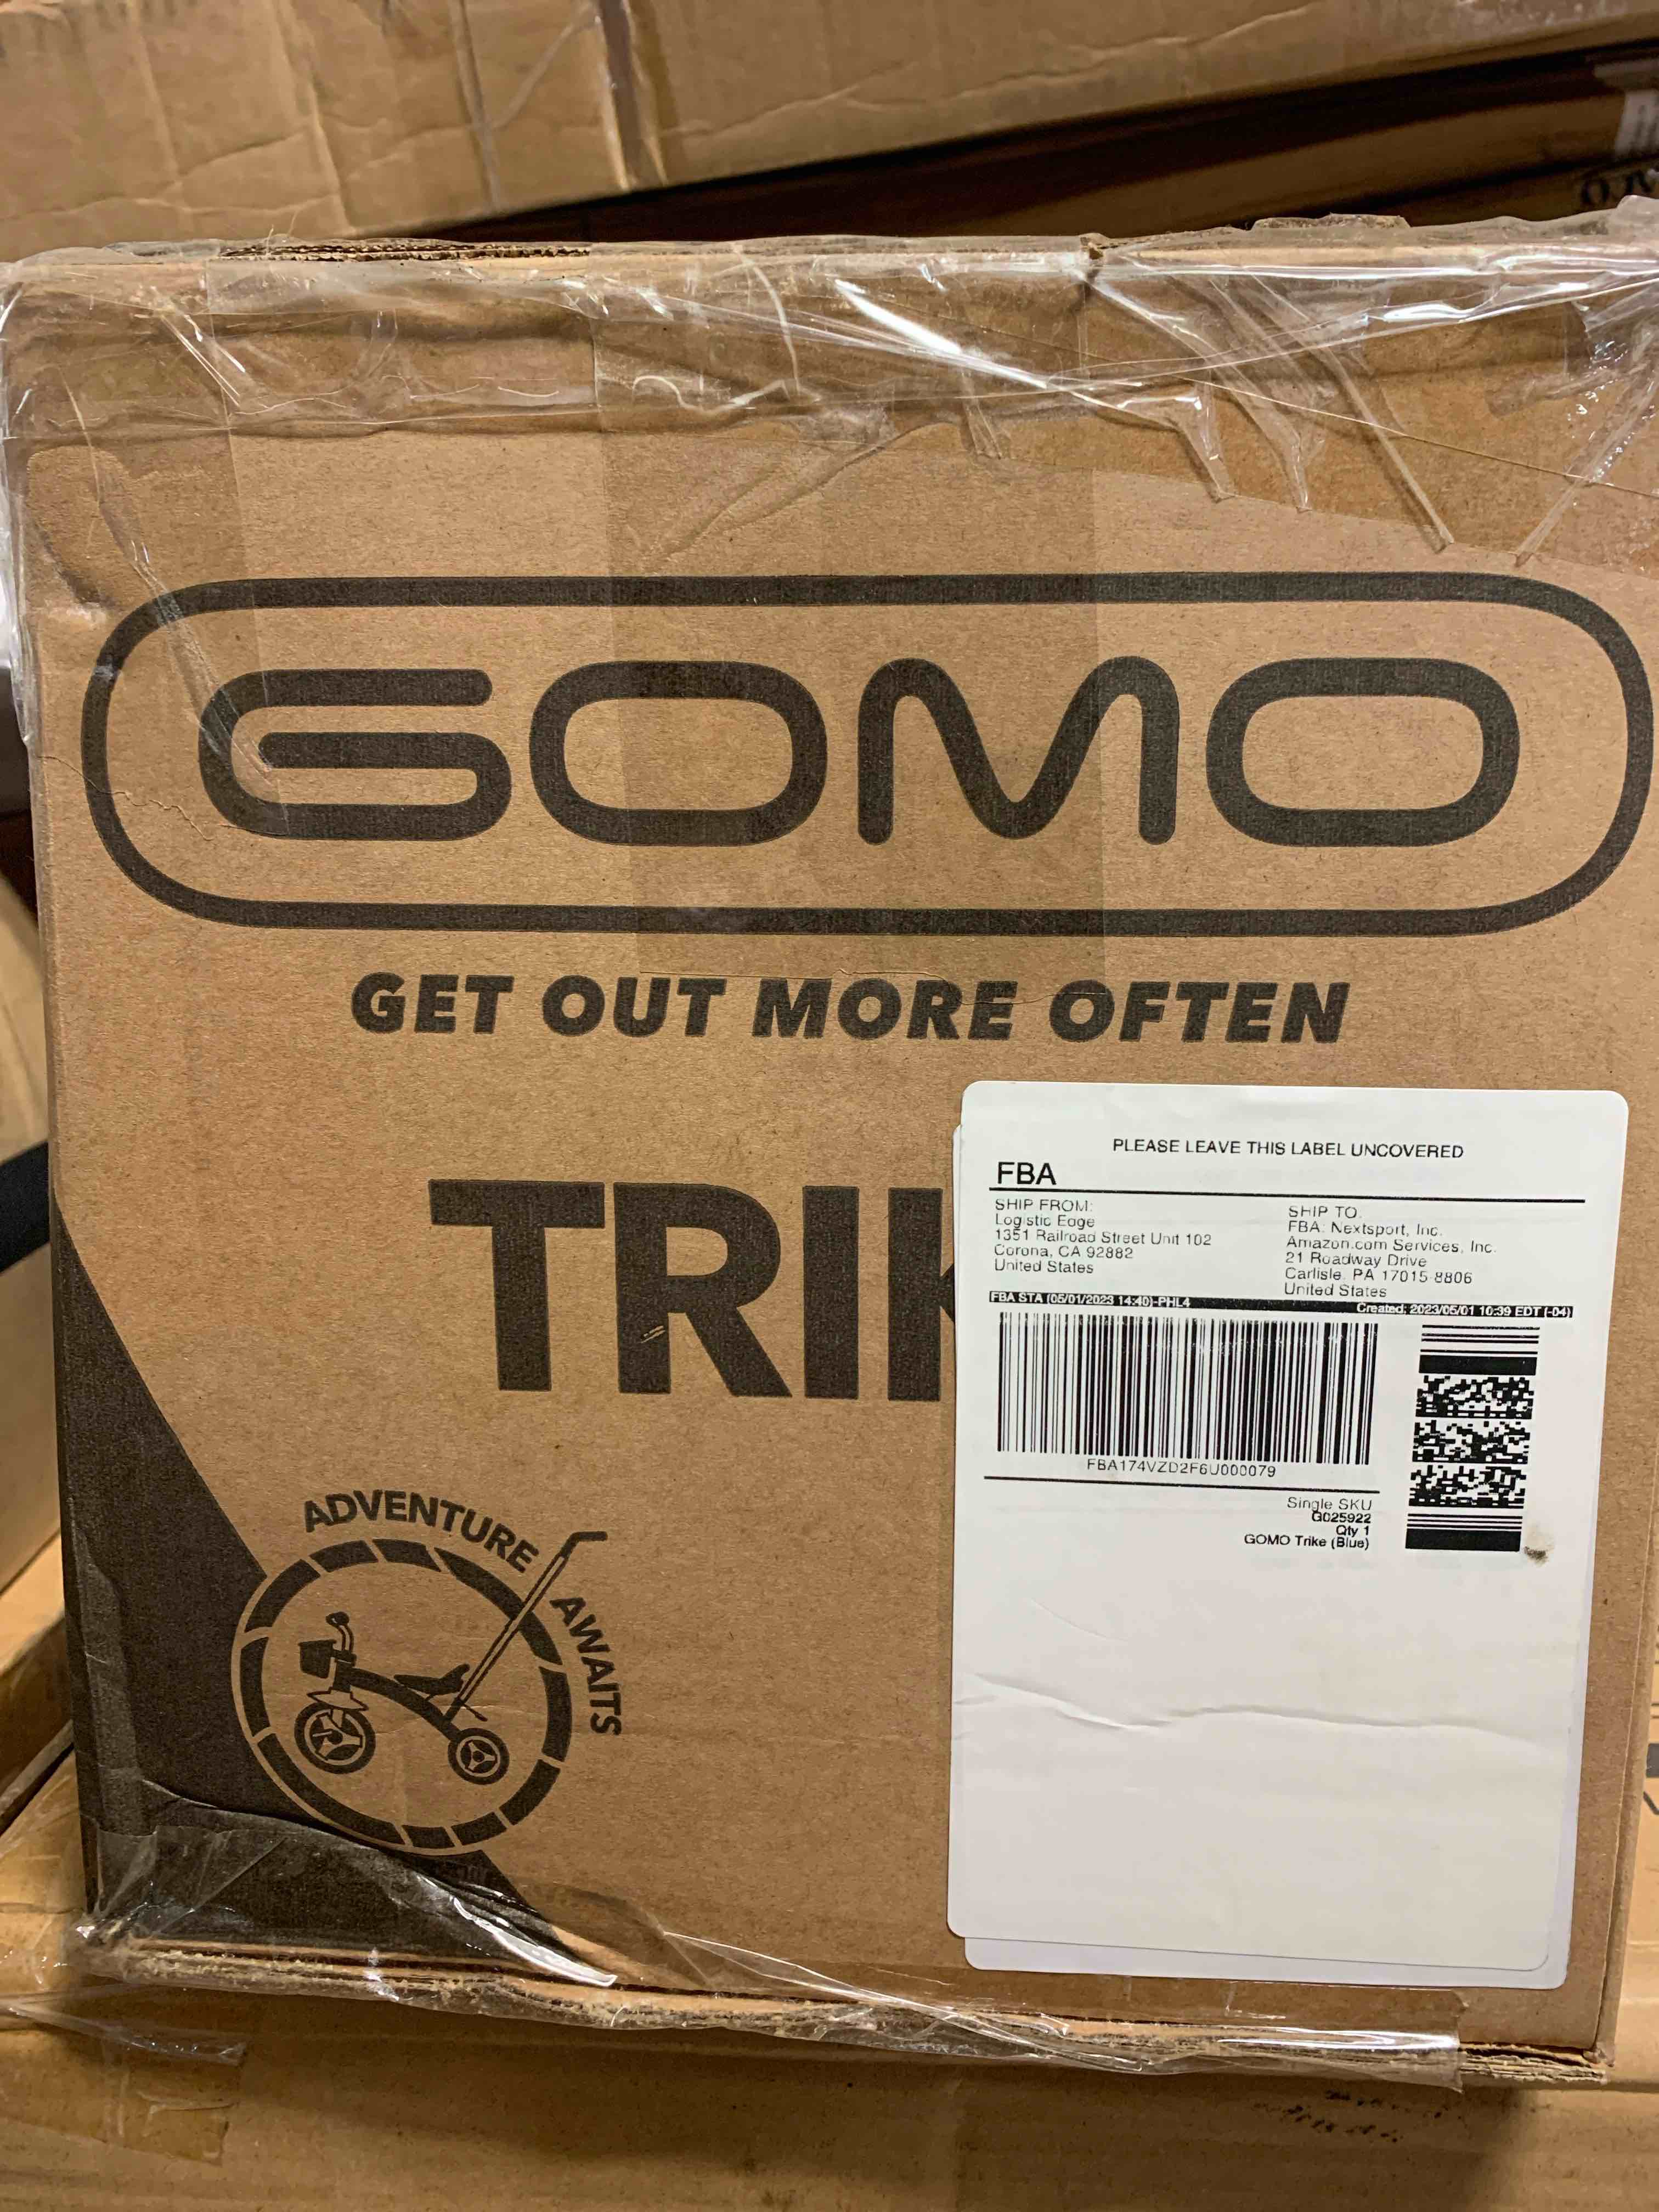 GOMO
GET OUT MORE OFTEN
TRIK
ADVENTURE AWAITS
PLEASE LEAVE THIS LABEL UNCOVERED
FBA
SHIP FROM:
Logistic Edge
1351 Railroad Street Unit 102
Corona, CA 92882
United States
SHIP TO:
FBA: Nextsport, Inc.
Amazon.com Services, Inc.
21 Roadway Drive
Carlisle, PA 17015-8806
United States
FBA STA (05/01/2023 14:40)-PHL4
Created: 2023/05/01 10:39 EDT (-04)
FBA174VZD2F6U000079
Single SKU
G025922
Qty 1
GOMO Trike (Blue)